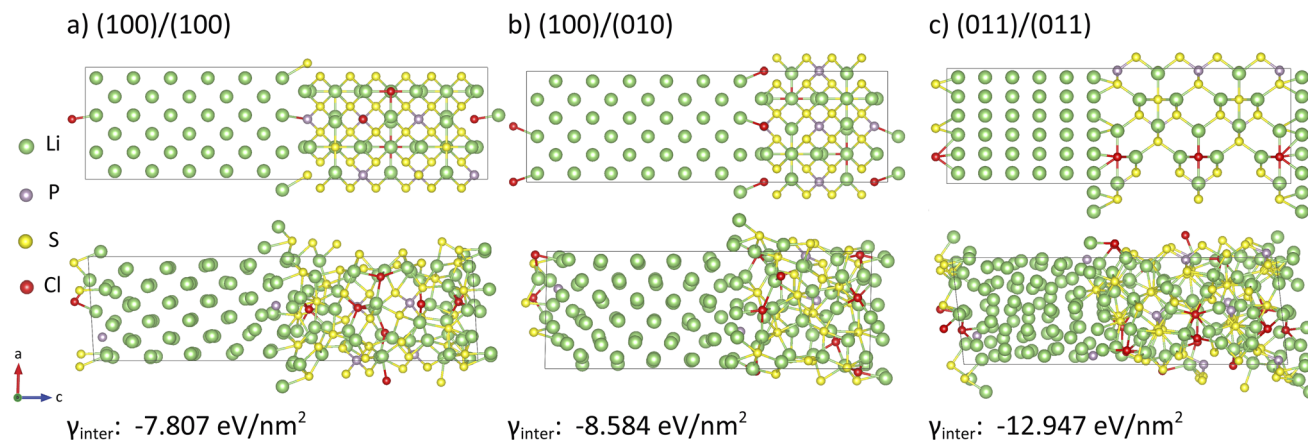 a) (100)/(100)
b) (100)/(010)
c) (011)/(011)
Li
P
S
Cl
a
c
γinter: -7.807 eV/nm²
γinter: -8.584 eV/nm²
γinter: -12.947 eV/nm²